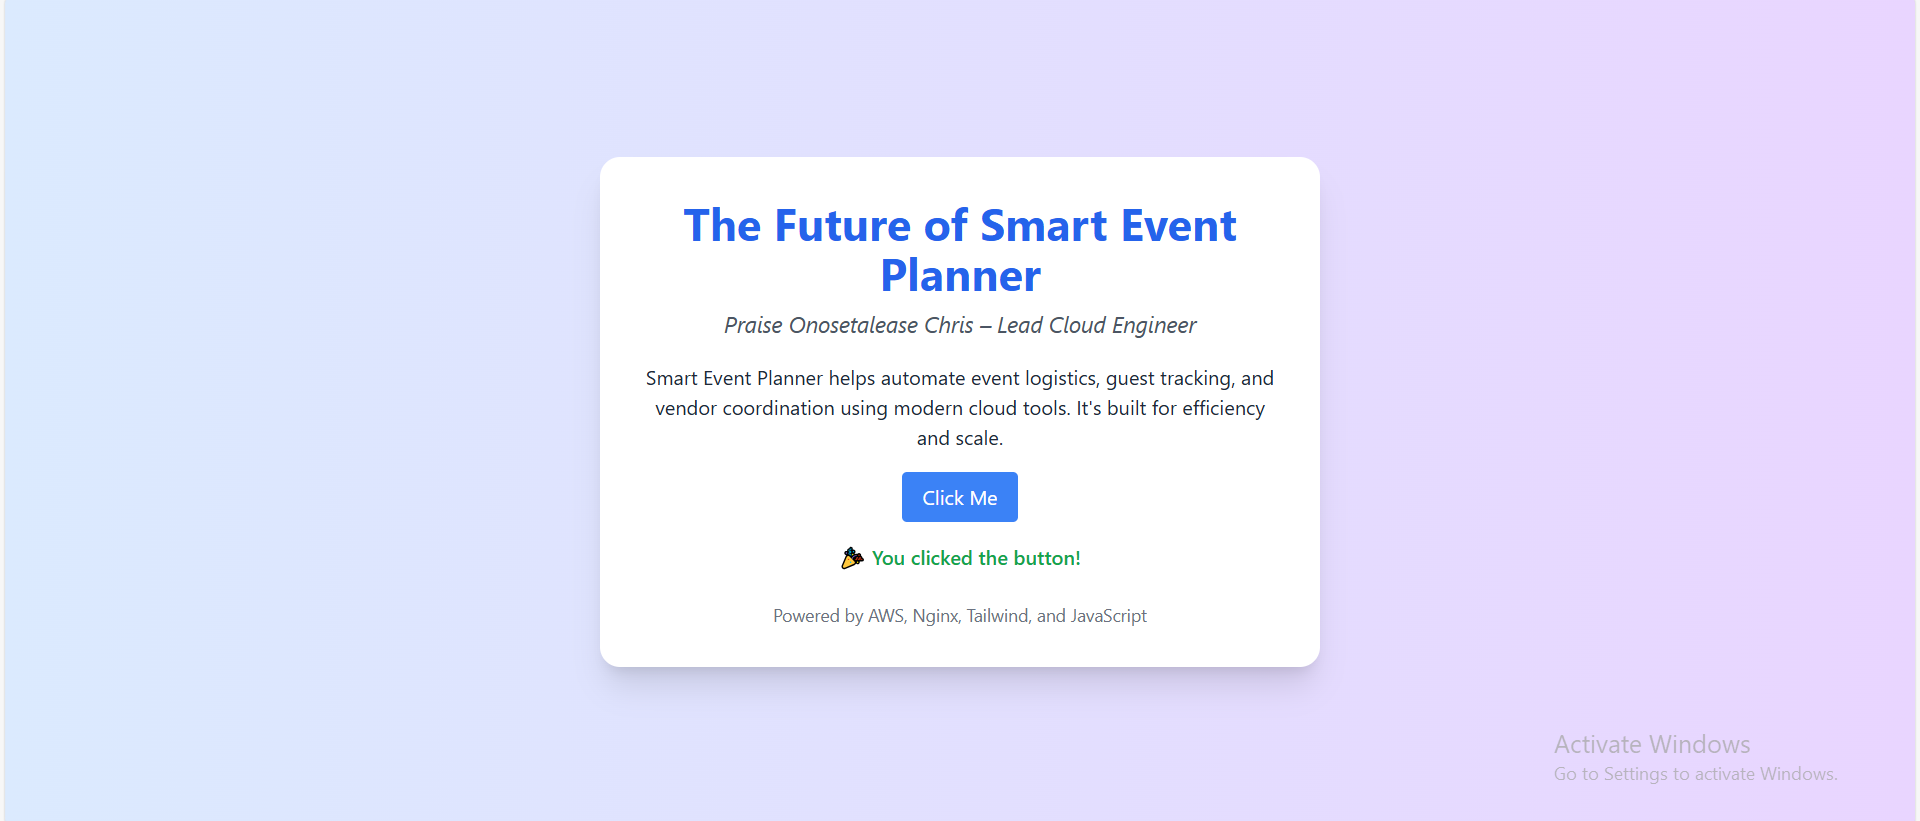 The Future of Smart Event
Planner
Praise Onosetalease Chris – Lead Cloud Engineer
Smart Event Planner helps automate event logistics, guest tracking, and
vendor coordination using modern cloud tools. It's built for efficiency
and scale.
Click Me
🎉 You clicked the button!
Powered by AWS, Nginx, Tailwind, and JavaScript
Activate Windows
Go to Settings to activate Windows.